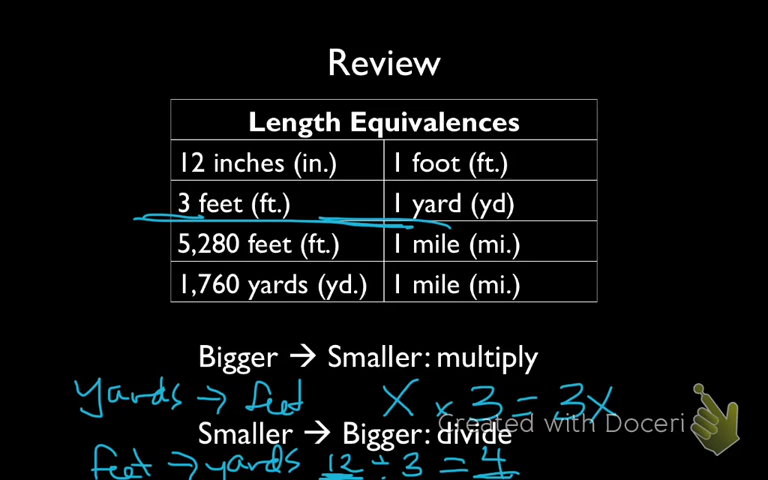 Review
Length Equivalences
12 inches (in.) 1 foot (ft.)
3 feet (ft.) 1 yard (yd)
5,280 feet (ft.) 1 mile (mi.)
1,760 yards (yd.) 1 mile (mi.)
Bigger → Smaller: multiply
yards → feet X × 3 = 3X
Created with Doceri
Smaller → Bigger: divide
feet → yards 12 ÷ 3 = 4